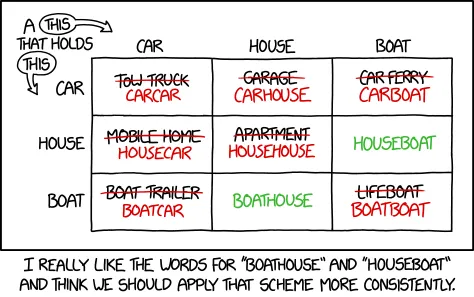 A THIS
THAT HOLDS
THIS
CAR HOUSE BOAT
CAR
TOW TRUCK
CARCAR
GARAGE
CARHOUSE
CAR FERRY
CARBOAT
HOUSE
MOBILE HOME
HOUSECAR
APARTMENT
HOUSEHOUSE
HOUSEBOAT
BOAT
BOAT TRAILER
BOATCAR
BOATHOUSE
LIFEBOAT
BOATBOAT
I REALLY LIKE THE WORDS FOR "BOATHOUSE" AND "HOUSEBOAT"
AND THINK WE SHOULD APPLY THAT SCHEME MORE CONSISTENTLY.